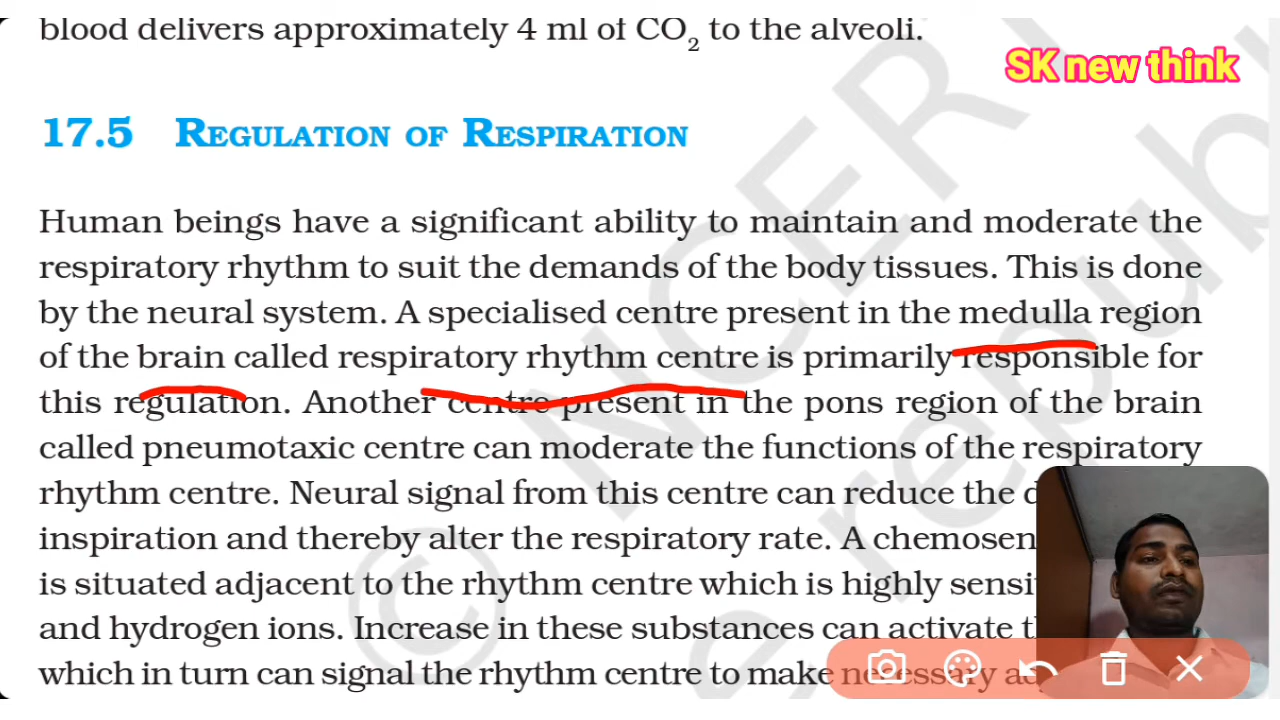 blood delivers approximately 4 ml of CO2 to the alveoli.
SK new think
17.5 REGULATION OF RESPIRATION
Human beings have a significant ability to maintain and moderate the
respiratory rhythm to suit the demands of the body tissues. This is done
by the neural system. A specialised centre present in the medulla region
of the brain called respiratory rhythm centre is primarily responsible for
this regulation. Another centre present in the pons region of the brain
called pneumotaxic centre can moderate the functions of the respiratory
rhythm centre. Neural signal from this centre can reduce the
inspiration and thereby alter the respiratory rate. A
is situated adjacent to the rhythm centre which is highly
and hydrogen ions. Increase in these substances can activate
which in turn can signal the rhythm centre to make necessary
© NCERT
republ